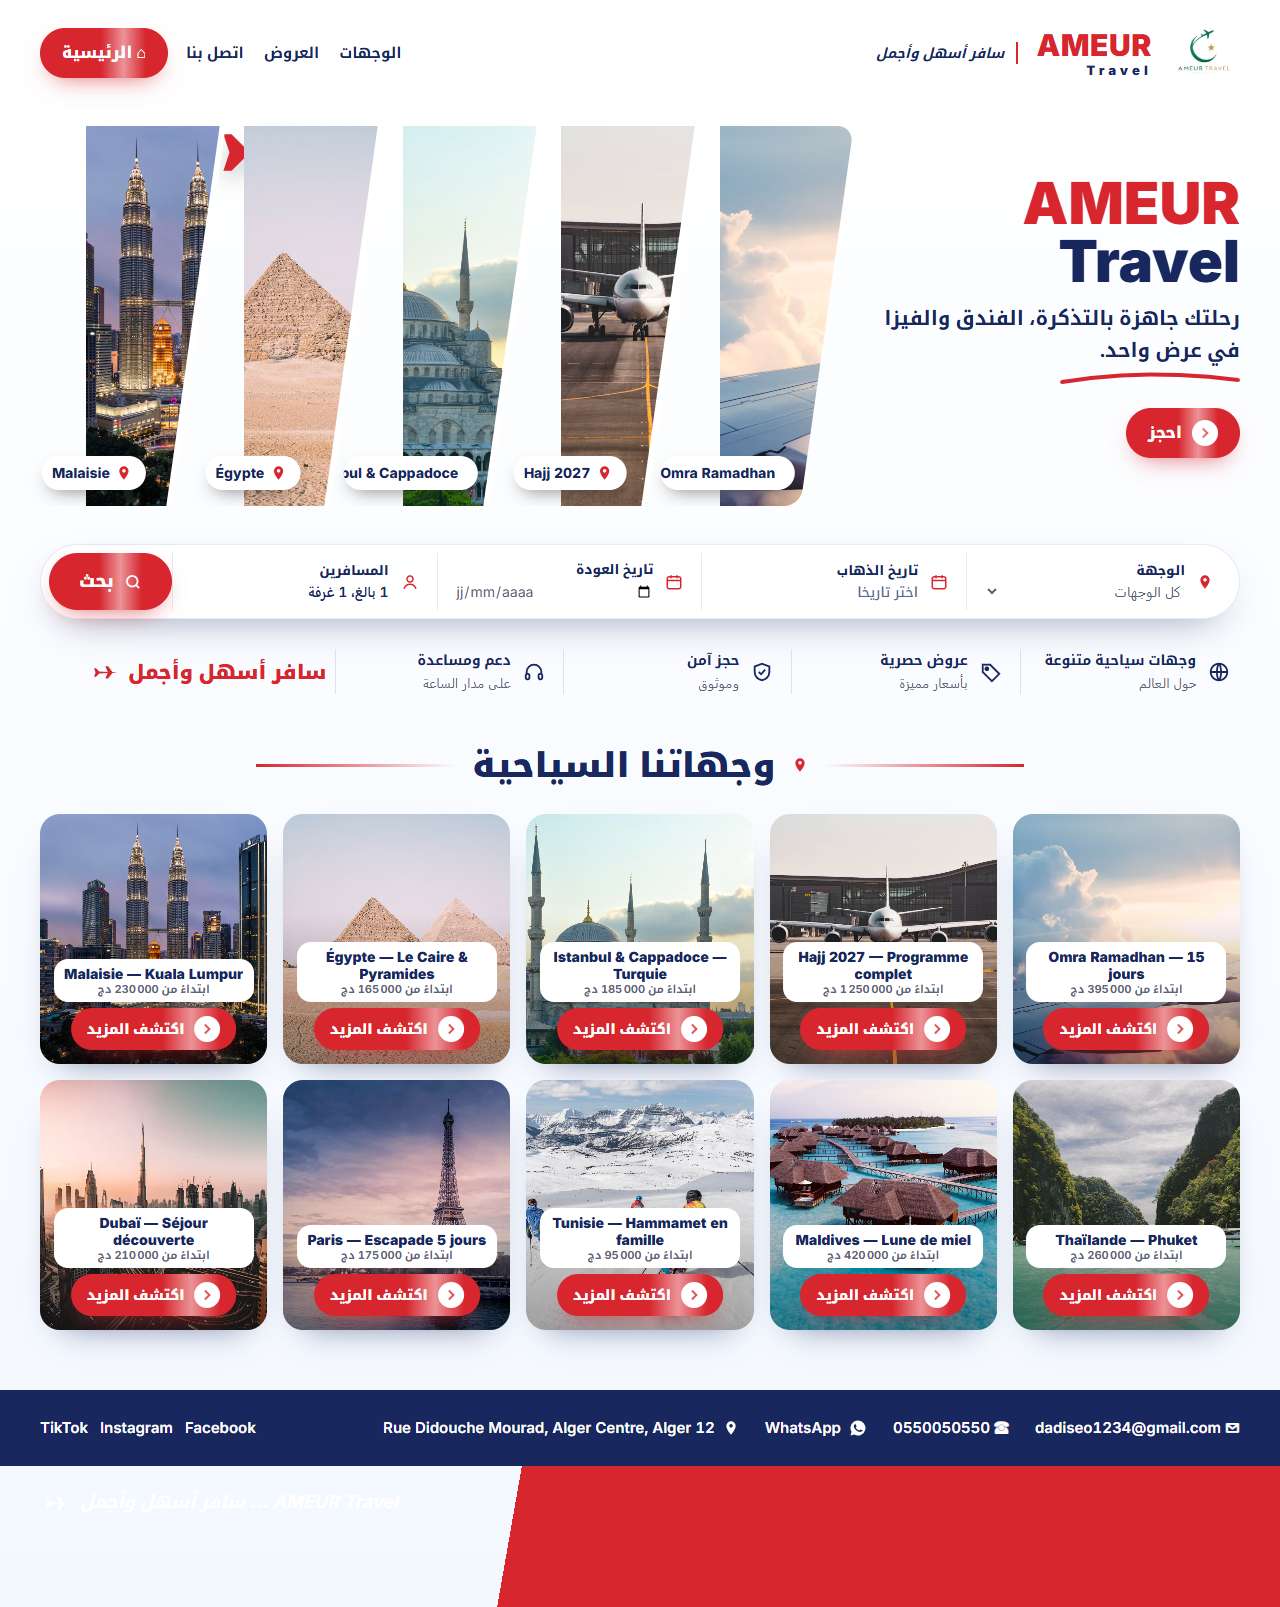 AMEUR TRAVEL
AMEUR
Travel
سافر أسهل وأجمل
الوجهات
العروض
اتصل بنا
الرئيسية
AMEUR
Travel
رحلتك جاهزة بالتذكرة، الفندق والفيزا
في عرض واحد.
احجز
Omra Ramadhan
Hajj 2027
bul & Cappadoce
Égypte
Malaisie
الوجهة
كل الوجهات
تاريخ الذهاب
اختر تاريخا
تاريخ العودة
jj/mm/aaaa
المسافرين
1 بالغ، 1 غرفة
بحث
وجهات سياحية متنوعة
حول العالم
عروض حصرية
بأسعار مميزة
حجز آمن
وموثوق
دعم ومساعدة
على مدار الساعة
سافر أسهل وأجمل
وجهاتنا السياحية
Omra Ramadhan — 15
jours
ابتداءً من 395 000 دج
اكتشف المزيد
Hajj 2027 — Programme
complet
ابتداءً من 1 250 000 دج
اكتشف المزيد
Istanbul & Cappadoce —
Turquie
ابتداءً من 185 000 دج
اكتشف المزيد
Égypte — Le Caire &
Pyramides
ابتداءً من 165 000 دج
اكتشف المزيد
Malaisie — Kuala Lumpur
ابتداءً من 230 000 دج
اكتشف المزيد
Thaïlande — Phuket
ابتداءً من 260 000 دج
اكتشف المزيد
Maldives — Lune de miel
ابتداءً من 420 000 دج
اكتشف المزيد
Tunisie — Hammamet en
famille
ابتداءً من 95 000 دج
اكتشف المزيد
Paris — Escapade 5 jours
ابتداءً من 175 000 دج
اكتشف المزيد
Dubaï — Séjour
découverte
ابتداءً من 210 000 دج
اكتشف المزيد
dadiseo1234@gmail.com
0550050550
WhatsApp
Rue Didouche Mourad, Alger Centre, Alger 12
Facebook
Instagram
TikTok
AMEUR Travel — سافر أسهل وأجمل